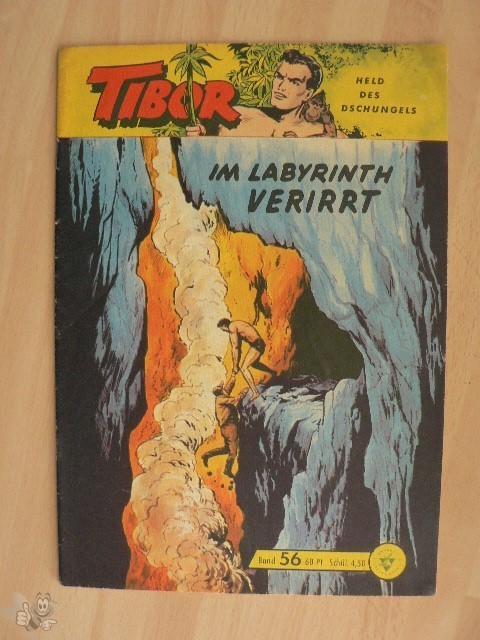 TIBOR
HELD
DES
DSCHUNGELS
IM LABYRINTH
VERIRRT
Band 56 60 Pf. Schill. 4,50